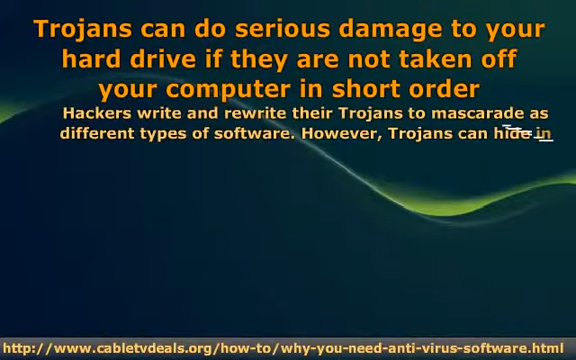 Trojans can do serious damage to your
hard drive if they are not taken off
your computer in short order
Hackers write and rewrite their Trojans to mascarade as
different types of software. However, Trojans can hide in
http://www.cabletvdeals.org/how-to/why-you-need-anti-virus-software.html